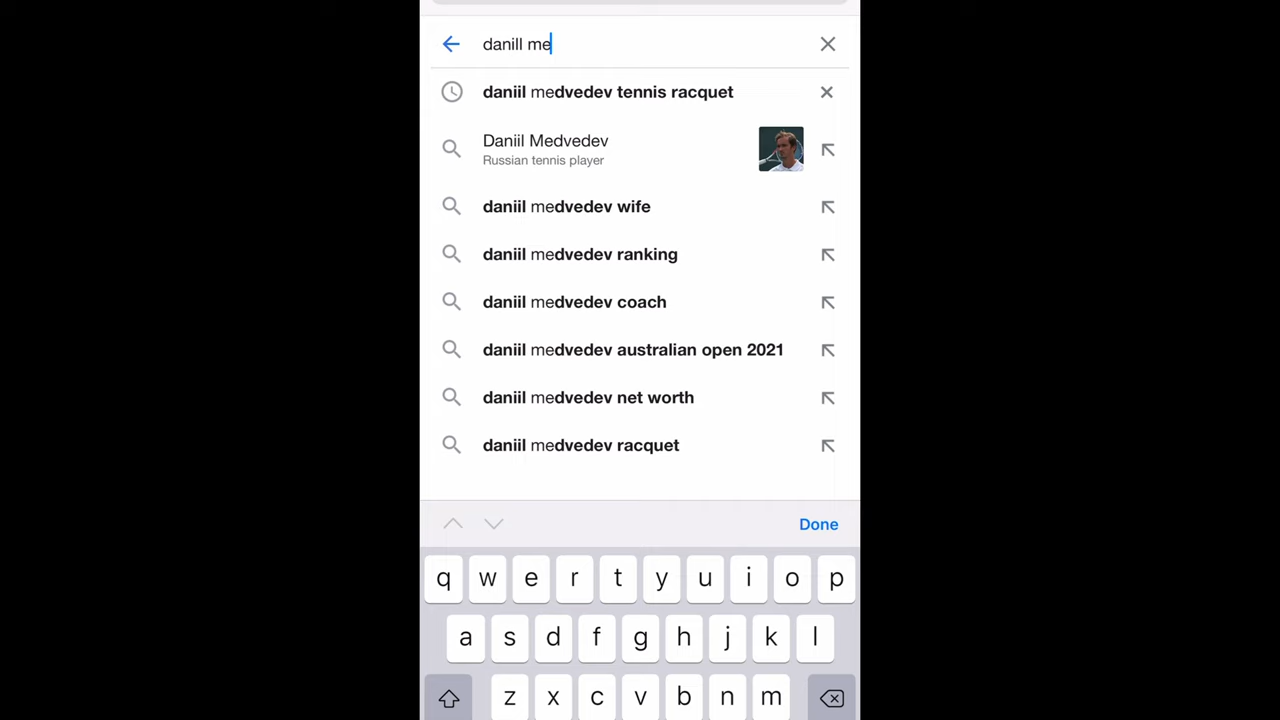 danill me
daniil medvedev tennis racquet
Daniil Medvedev
Russian tennis player
daniil medvedev wife
daniil medvedev ranking
daniil medvedev coach
daniil medvedev australian open 2021
daniil medvedev net worth
daniil medvedev racquet
Done
q w e r t y u i o p
a s d f g h j k l
z x c v b n m